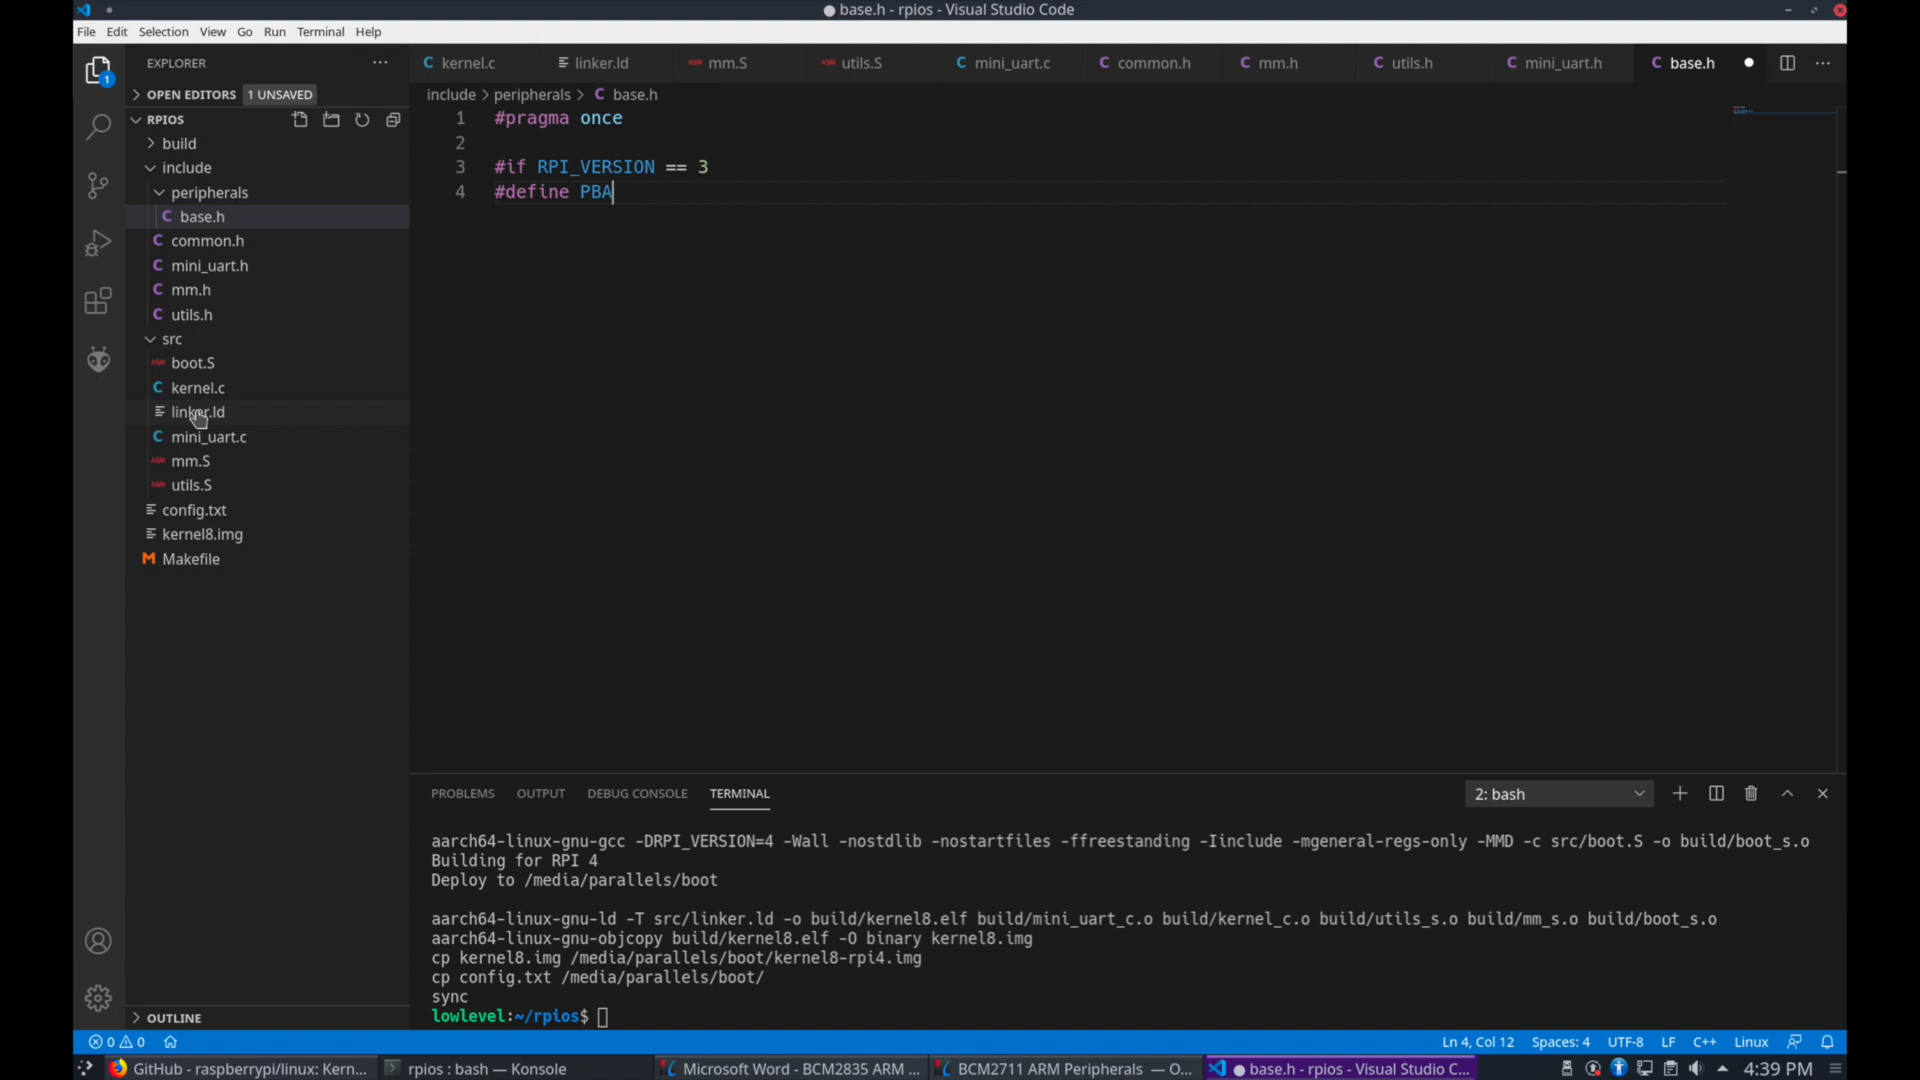 base.h - rpios - Visual Studio Code
File Edit Selection View Go Run Terminal Help
1
EXPLORER
OPEN EDITORS 1 UNSAVED
RPIOS
build
include
peripherals
C base.h
C common.h
C mini_uart.h
C mm.h
C utils.h
src
ASM boot.S
C kernel.c
linker.ld
C mini_uart.c
ASM mm.S
ASM utils.S
config.txt
kernel8.img
M Makefile
OUTLINE
C kernel.c linker.ld ASM mm.S ASM utils.S C mini_uart.c C common.h C mm.h C utils.h C mini_uart.h C base.h
include > peripherals > C base.h
1 #pragma once
2
3 #if RPI_VERSION == 3
4 #define PBA
PROBLEMS OUTPUT DEBUG CONSOLE TERMINAL 2: bash
aarch64-linux-gnu-gcc -DRPI_VERSION=4 -Wall -nostdlib -nostartfiles -ffreestanding -Iinclude -mgeneral-regs-only -MMD -c src/boot.S -o build/boot_s.o
Building for RPI 4
Deploy to /media/parallels/boot
aarch64-linux-gnu-ld -T src/linker.ld -o build/kernel8.elf build/mini_uart_c.o build/kernel_c.o build/utils_s.o build/mm_s.o build/boot_s.o
aarch64-linux-gnu-objcopy build/kernel8.elf -O binary kernel8.img
cp kernel8.img /media/parallels/boot/kernel8-rpi4.img
cp config.txt /media/parallels/boot/
sync
lowlevel:~/rpios$
0 0 Ln 4, Col 12 Spaces: 4 UTF-8 LF C++ Linux
GitHub - raspberrypi/linux: Kern... rpios : bash — Konsole Microsoft Word - BCM2835 ARM ... BCM2711 ARM Peripherals — O... base.h - rpios - Visual Studio C... 4:39 PM